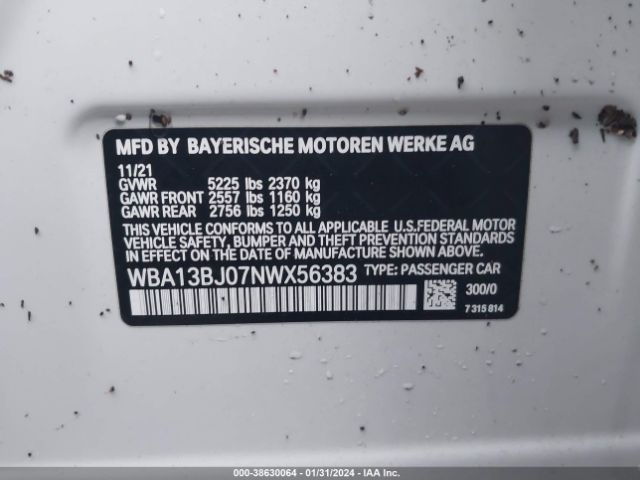 MFD BY BAYERISCHE MOTOREN WERKE AG
11/21
GVWR 5225 lbs 2370 kg
GAWR FRONT 2557 lbs 1160 kg
GAWR REAR 2756 lbs 1250 kg
THIS VEHICLE CONFORMS TO ALL APPLICABLE U.S.FEDERAL MOTOR
VEHICLE SAFETY, BUMPER AND THEFT PREVENTION STANDARDS
IN EFFECT ON THE DATE OF MANUFACTURE SHOWN ABOVE.
WBA13BJ07NWX56383 TYPE: PASSENGER CAR
300/0
7 315 814
000-38630064 - 01/31/2024 - IAAI.COM